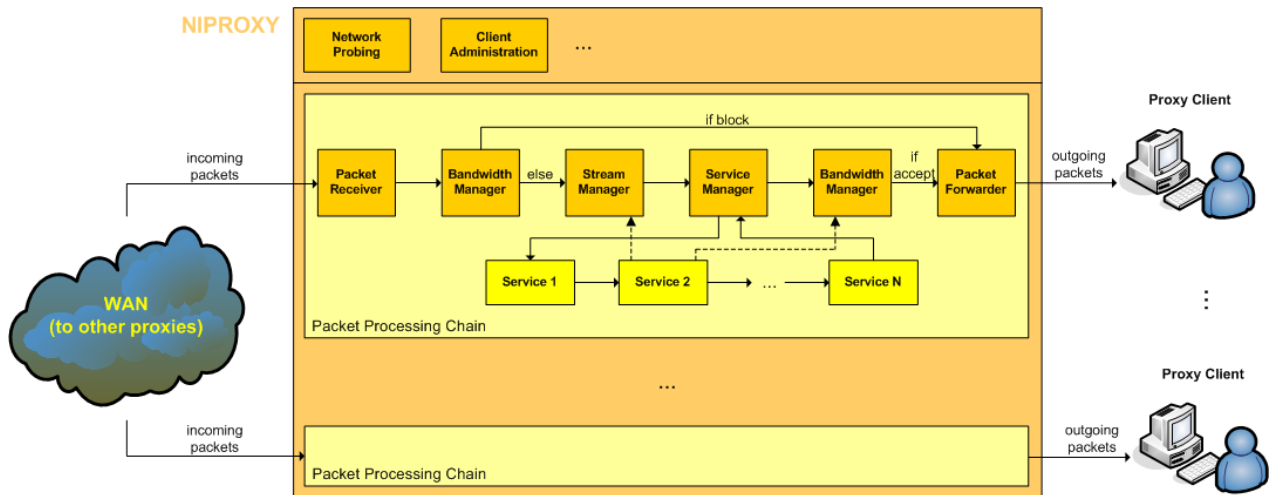 NIPROXY
Network
Probing
Client
Administration
...
Proxy Client
if block
incoming
packets
Packet
Receiver
Bandwidth
Manager
else
Stream
Manager
Service
Manager
Bandwidth
Manager
if
accept
Packet
Forwarder
outgoing
packets
Service 1
Service 2
...
Service N
WAN
(to other proxies)
Packet Processing Chain
...
...
Proxy Client
incoming
packets
outgoing
packets
Packet Processing Chain